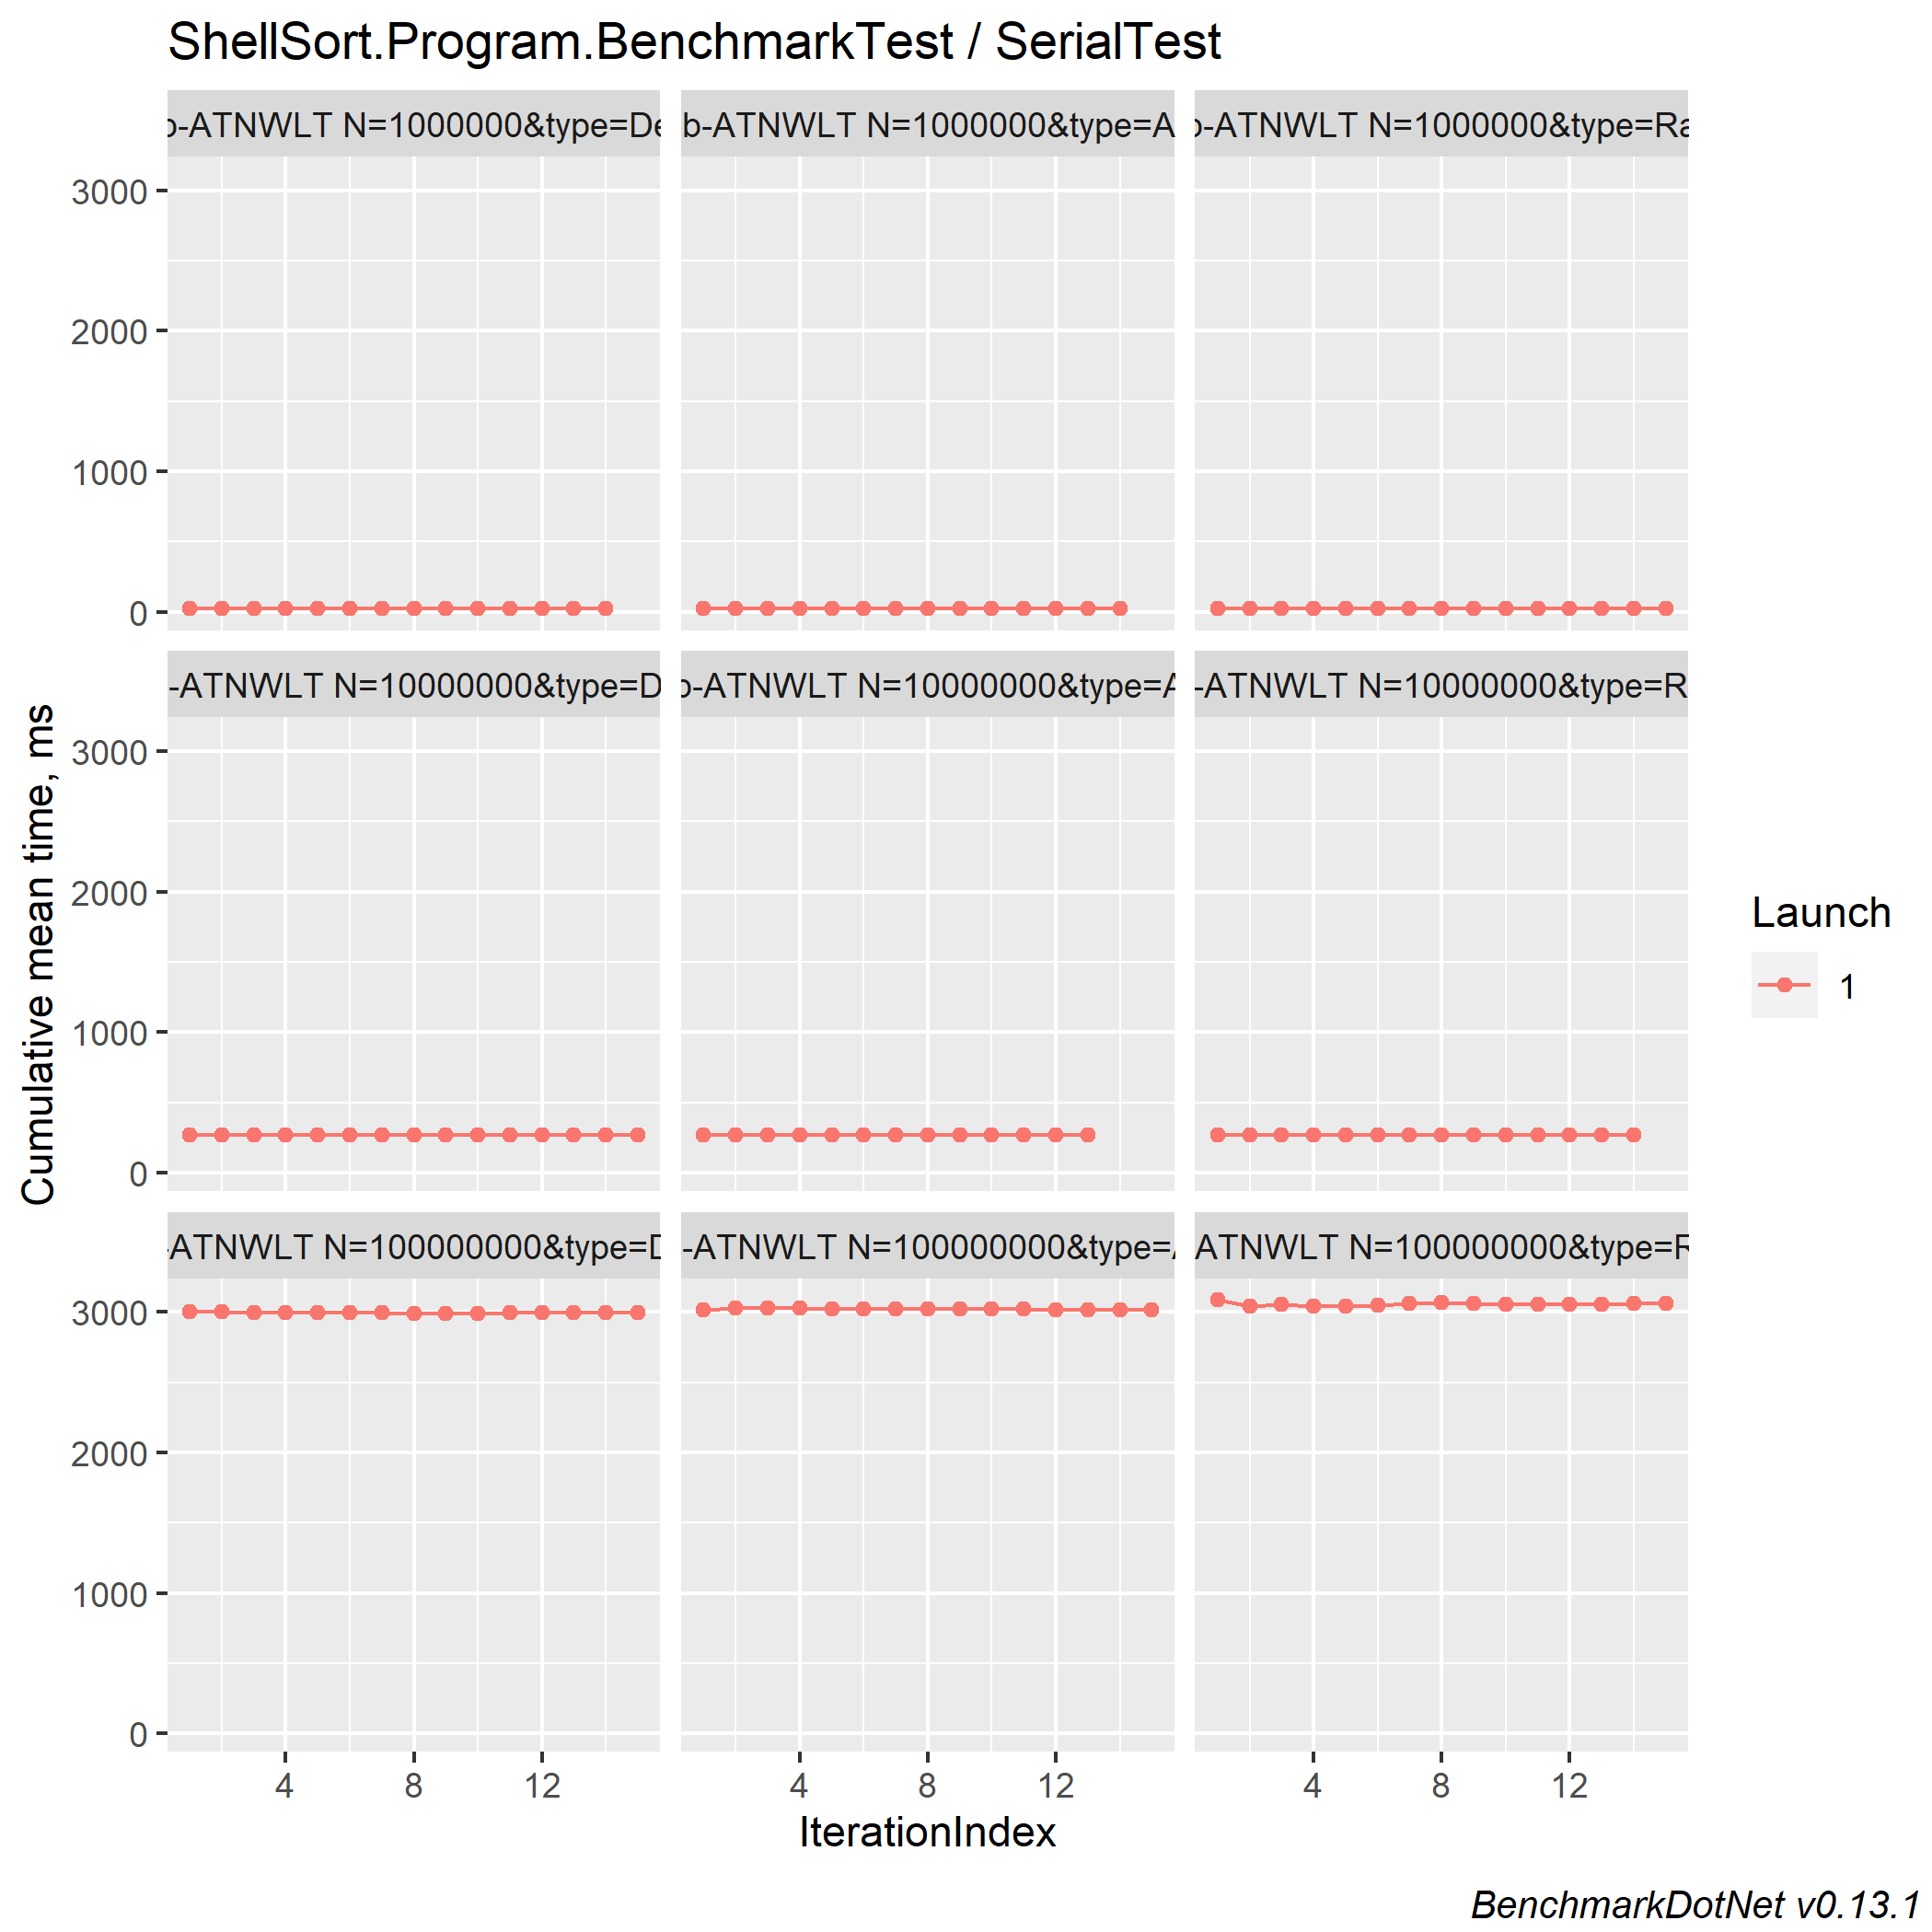 ShellSort.Program.BenchmarkTest / SerialTest
-ATNWLT N=1000000&type=De
b-ATNWLT N=1000000&type=A
-ATNWLT N=1000000&type=Ra
3000
2000
1000
0
-ATNWLT N=10000000&type=D
-ATNWLT N=10000000&type=A
-ATNWLT N=10000000&type=R
3000
2000
1000
0
-ATNWLT N=100000000&type=D
-ATNWLT N=100000000&type=A
ATNWLT N=100000000&type=R
3000
2000
1000
0
4 8 12 4 8 12 4 8 12
IterationIndex
Cumulative mean time, ms
Launch
1
BenchmarkDotNet v0.13.1